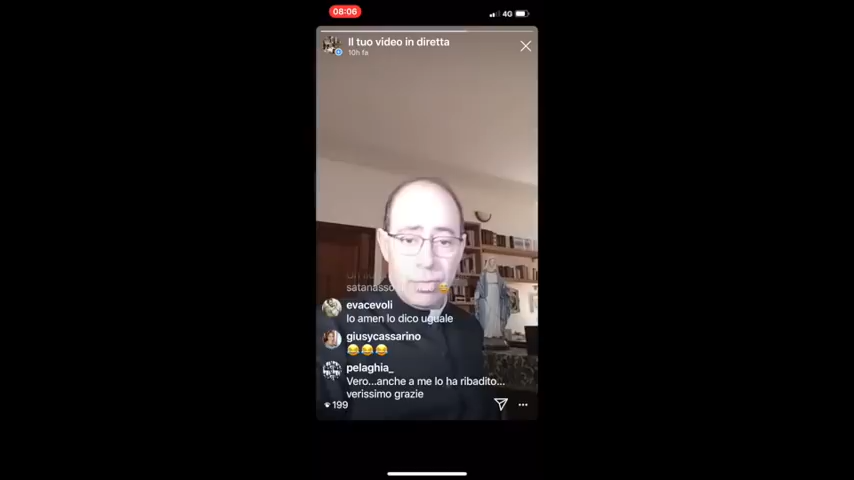 08:06
4G
Il tuo video in diretta
10h fa
satanasso
evacevoli
Io amen lo dico uguale
giusycassarino
😂😂😂
pelaghia_
Vero...anche a me lo ha ribadito...
verissimo grazie
199